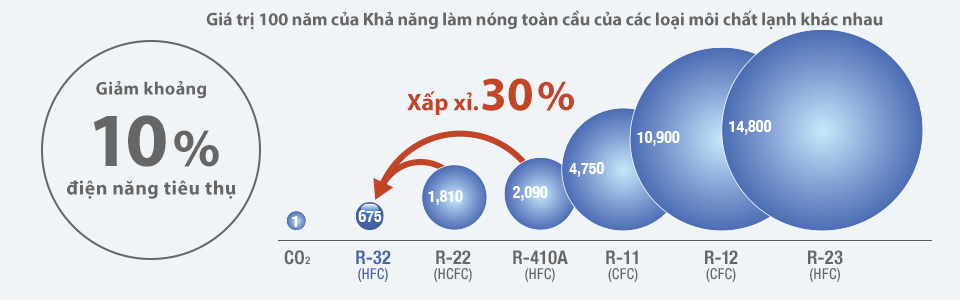 Giá trị 100 năm của Khả năng làm nóng toàn cầu của các loại môi chất lạnh khác nhau
Giảm khoảng
10%
điện năng tiêu thụ
Xấp xỉ. 30%
1
675
1,810
2,090
4,750
10,900
14,800
CO₂
R-32
(HFC)
R-22
(HCFC)
R-410A
(HFC)
R-11
(CFC)
R-12
(CFC)
R-23
(HFC)